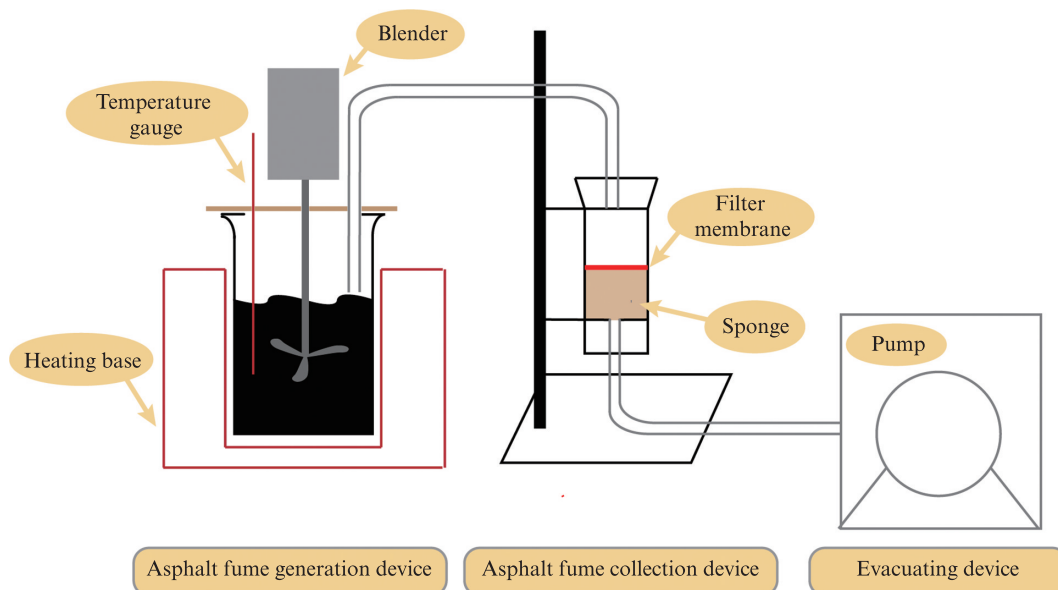 Blender
Temperature
gauge
Filter
membrane
Sponge
Pump
Heating base
Asphalt fume generation device
Asphalt fume collection device
Evacuating device